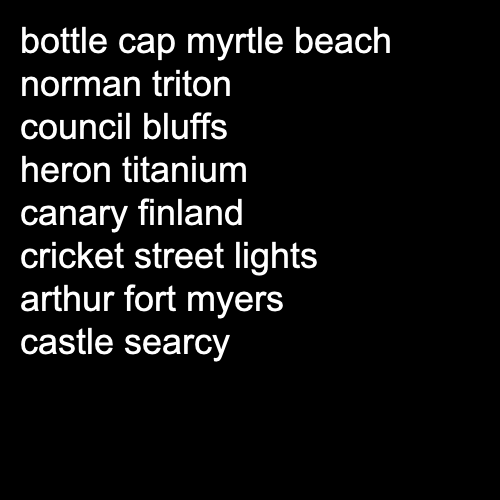 bottle cap myrtle beach
norman triton
council bluffs
heron titanium
canary finland
cricket street lights
arthur fort myers
castle searcy